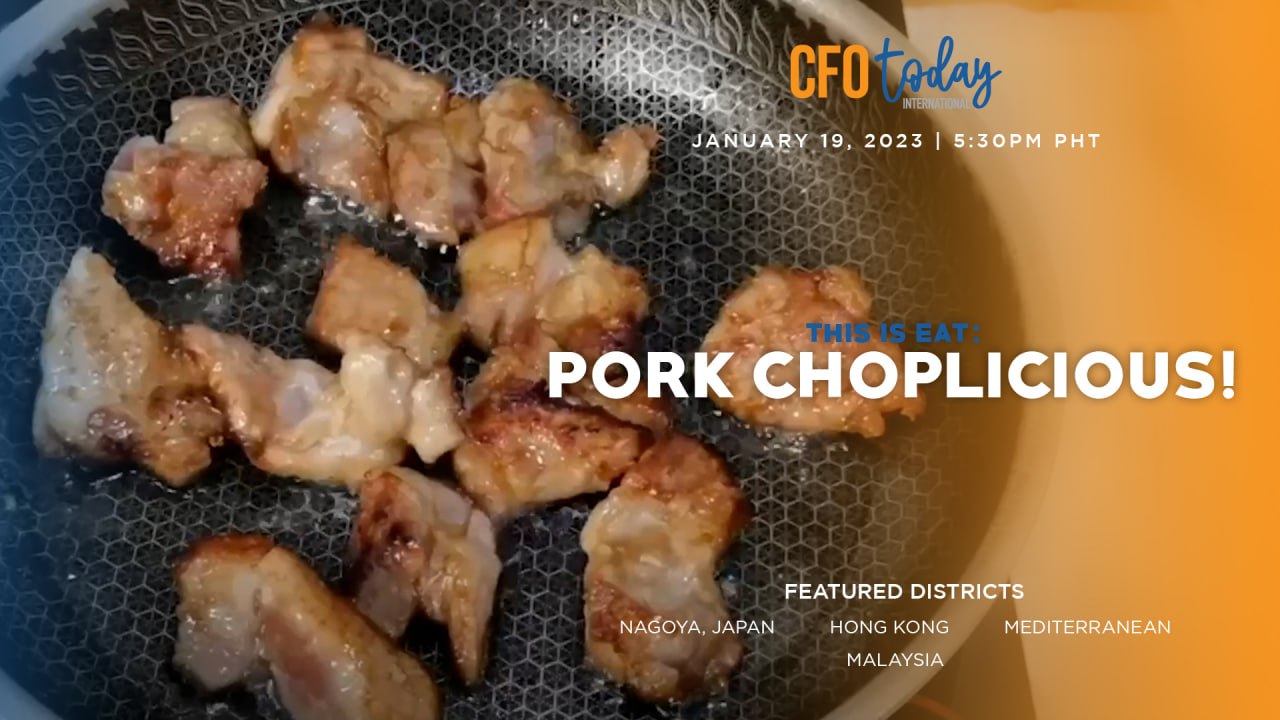 CFO today
INTERNATIONAL
JANUARY 19, 2023 | 5:30PM PHT
THIS IS EAT:
PORK CHOPLICIOUS!
FEATURED DISTRICTS
NAGOYA, JAPAN HONG KONG MEDITERRANEAN
MALAYSIA